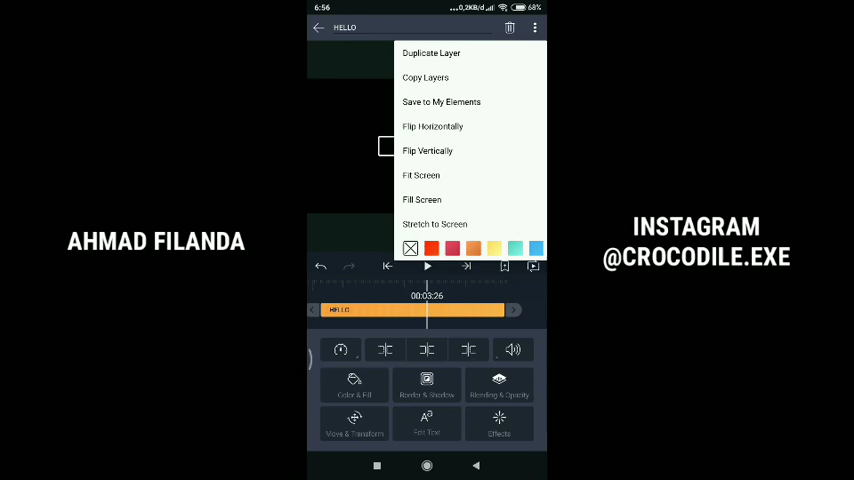 6:56
...0,2KB/s
68%
HELLO
Duplicate Layer
Copy Layers
Save to My Elements
Flip Horizontally
Flip Vertically
Fit Screen
Fill Screen
Stretch to Screen
AHMAD FILANDA
INSTAGRAM
@CROCODILE.EXE
00:03:26
HELLO
Color & Fill
Border & Shadow
Blending & Opacity
Move & Transform
Edit Text
Effects